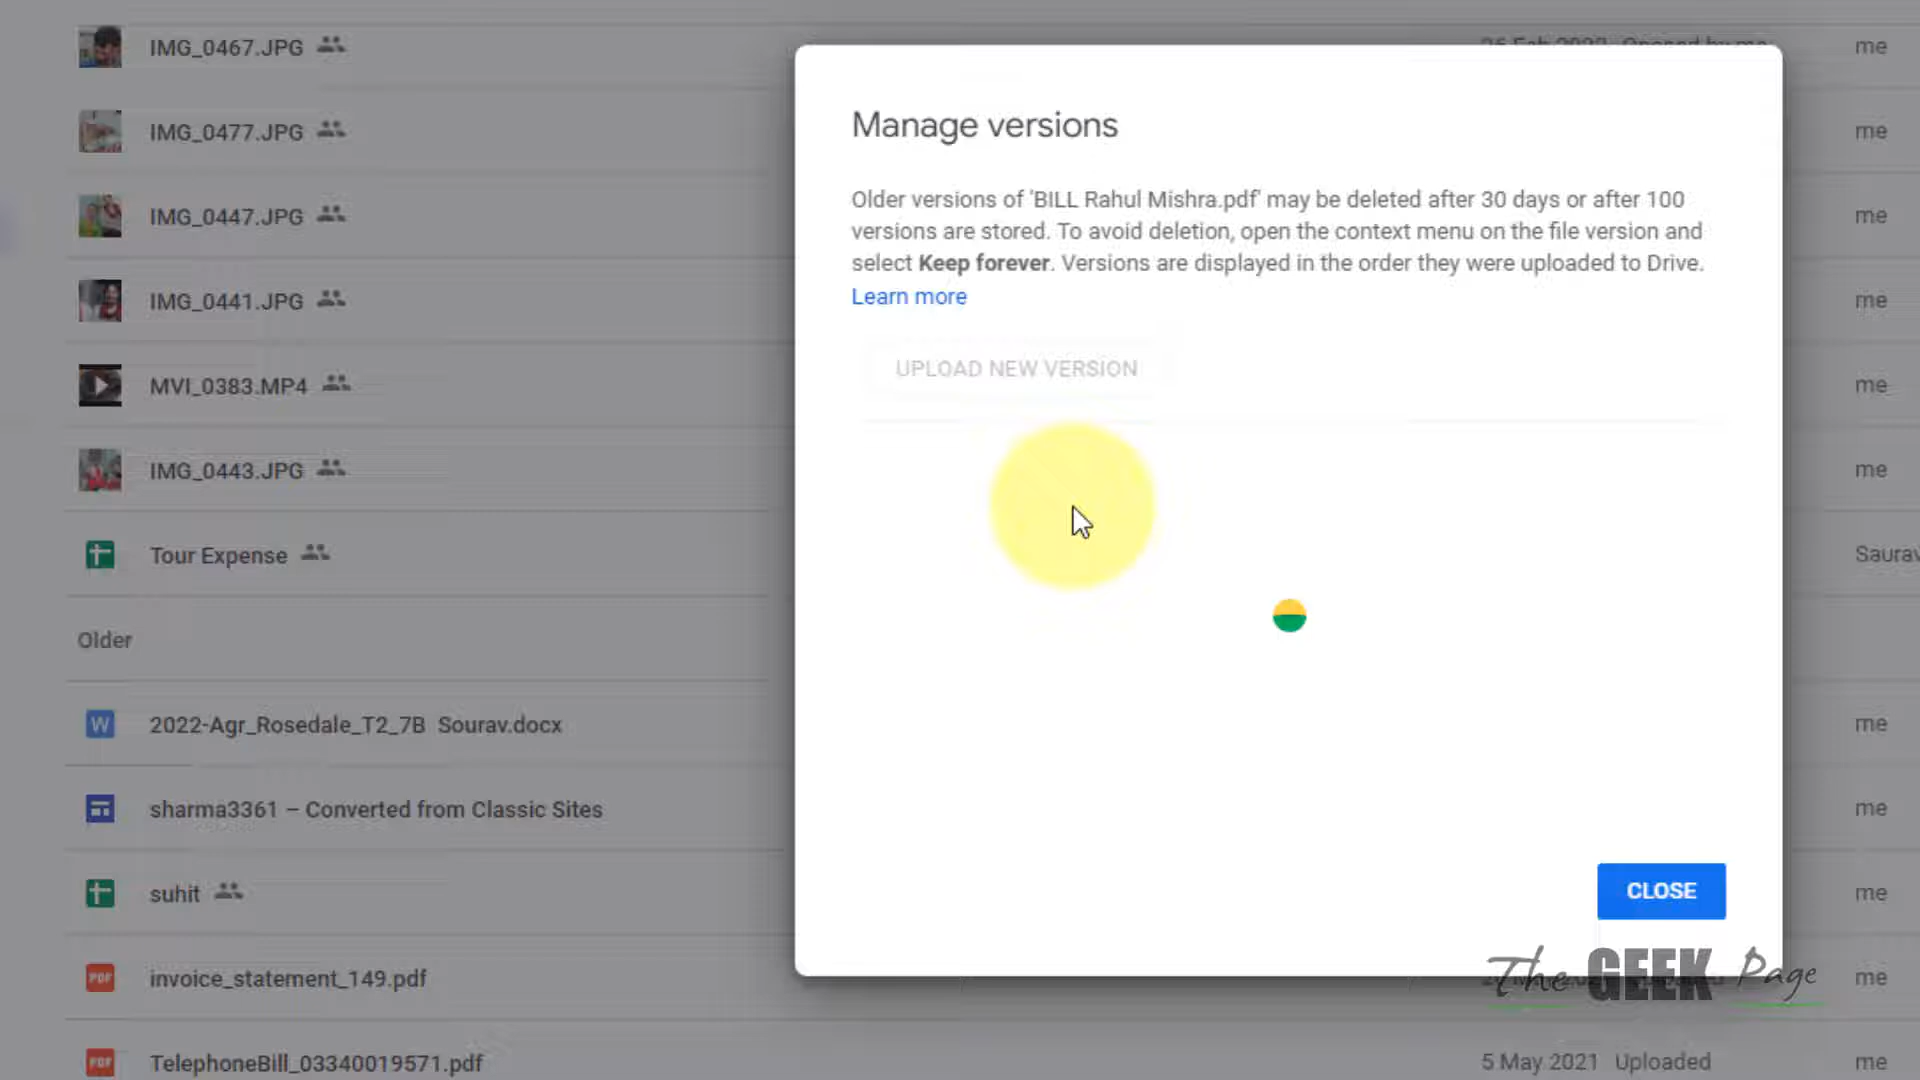 IMG_0467.JPG
me
IMG_0477.JPG
me
IMG_0447.JPG
me
IMG_0441.JPG
me
MVI_0383.MP4
me
IMG_0443.JPG
me
Tour Expense
Saurav
Older
2022-Agr_Rosedale_T2_7B Sourav.docx
me
sharma3361 – Converted from Classic Sites
me
suhit
me
PDF invoice_statement_149.pdf
me
PDF TelephoneBill_03340019571.pdf
5 May 2021 Uploaded
me
Manage versions
Older versions of 'BILL Rahul Mishra.pdf' may be deleted after 30 days or after 100
versions are stored. To avoid deletion, open the context menu on the file version and
select Keep forever. Versions are displayed in the order they were uploaded to Drive.
Learn more
UPLOAD NEW VERSION
CLOSE
The GEEK Page